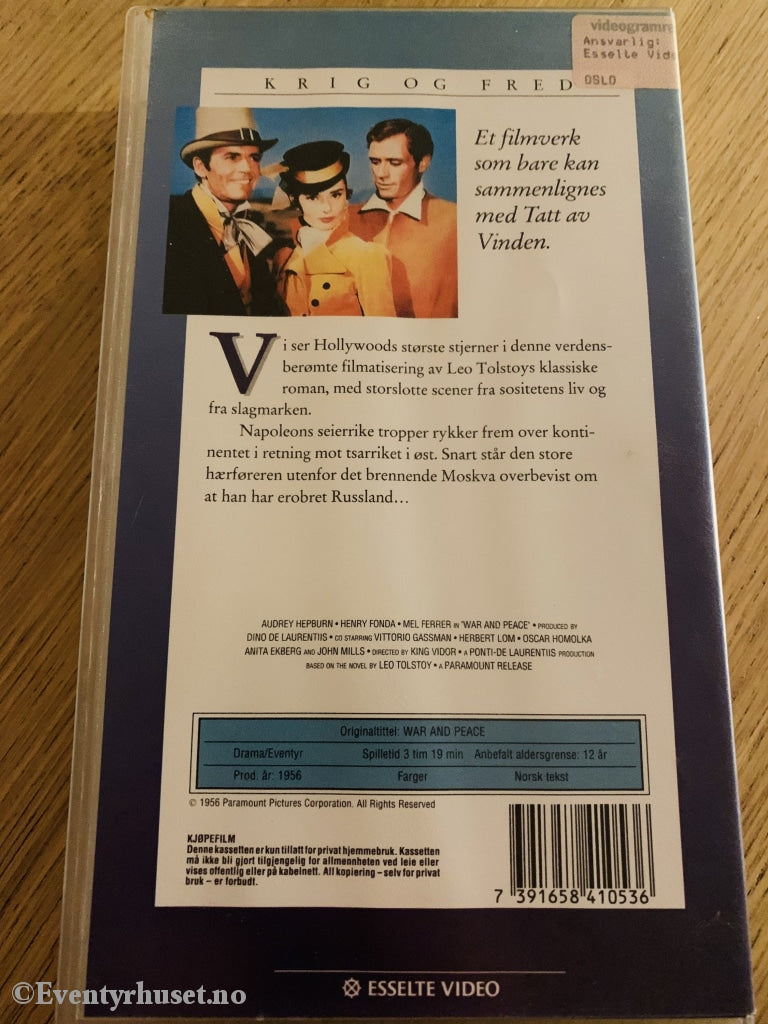 videogramre
Ansvarlig:
Esselte Vide
OSLO
KRIG OG FRED
Et filmverk
som bare kan
sammenlignes
med Tatt av
Vinden.
Vi ser Hollywoods største stjerner i denne verdens-
berømte filmatisering av Leo Tolstoys klassiske
roman, med storslotte scener fra sositetens liv og
fra slagmarken.
Napoleons seierrike tropper rykker frem over konti-
nentet i retning mot tsarriket i øst. Snart står den store
hærføreren utenfor det brennende Moskva overbevist om
at han har erobret Russland...
AUDREY HEPBURN • HENRY FONDA • MEL FERRER IN "WAR AND PEACE" • PRODUCED BY
DINO DE LAURENTIIS • CO STARRING VITTORIO GASSMAN • HERBERT LOM • OSCAR HOMOLKA
ANITA EKBERG AND JOHN MILLS • DIRECTED BY KING VIDOR • A PONTI-DE LAURENTIIS PRODUCTION
BASED ON THE NOVEL BY LEO TOLSTOY • A PARAMOUNT RELEASE
Originaltittel: WAR AND PEACE
Drama/Eventyr Spilletid 3 tim 19 min Anbefalt aldersgrense: 12 år
Prod. år: 1956 Farger Norsk tekst
© 1956 Paramount Pictures Corporation. All Rights Reserved
KJØPEFILM
Denne kassetten er kun tillatt for privat hjemmebruk. Kassetten
må ikke bli gjort tilgjengelig for allmennheten ved leie eller
vises offentlig eller på kabelnett. All kopiering – selv for privat
bruk – er forbudt.
7 391658 410536
ESSELTE VIDEO
©Eventyrhuset.no